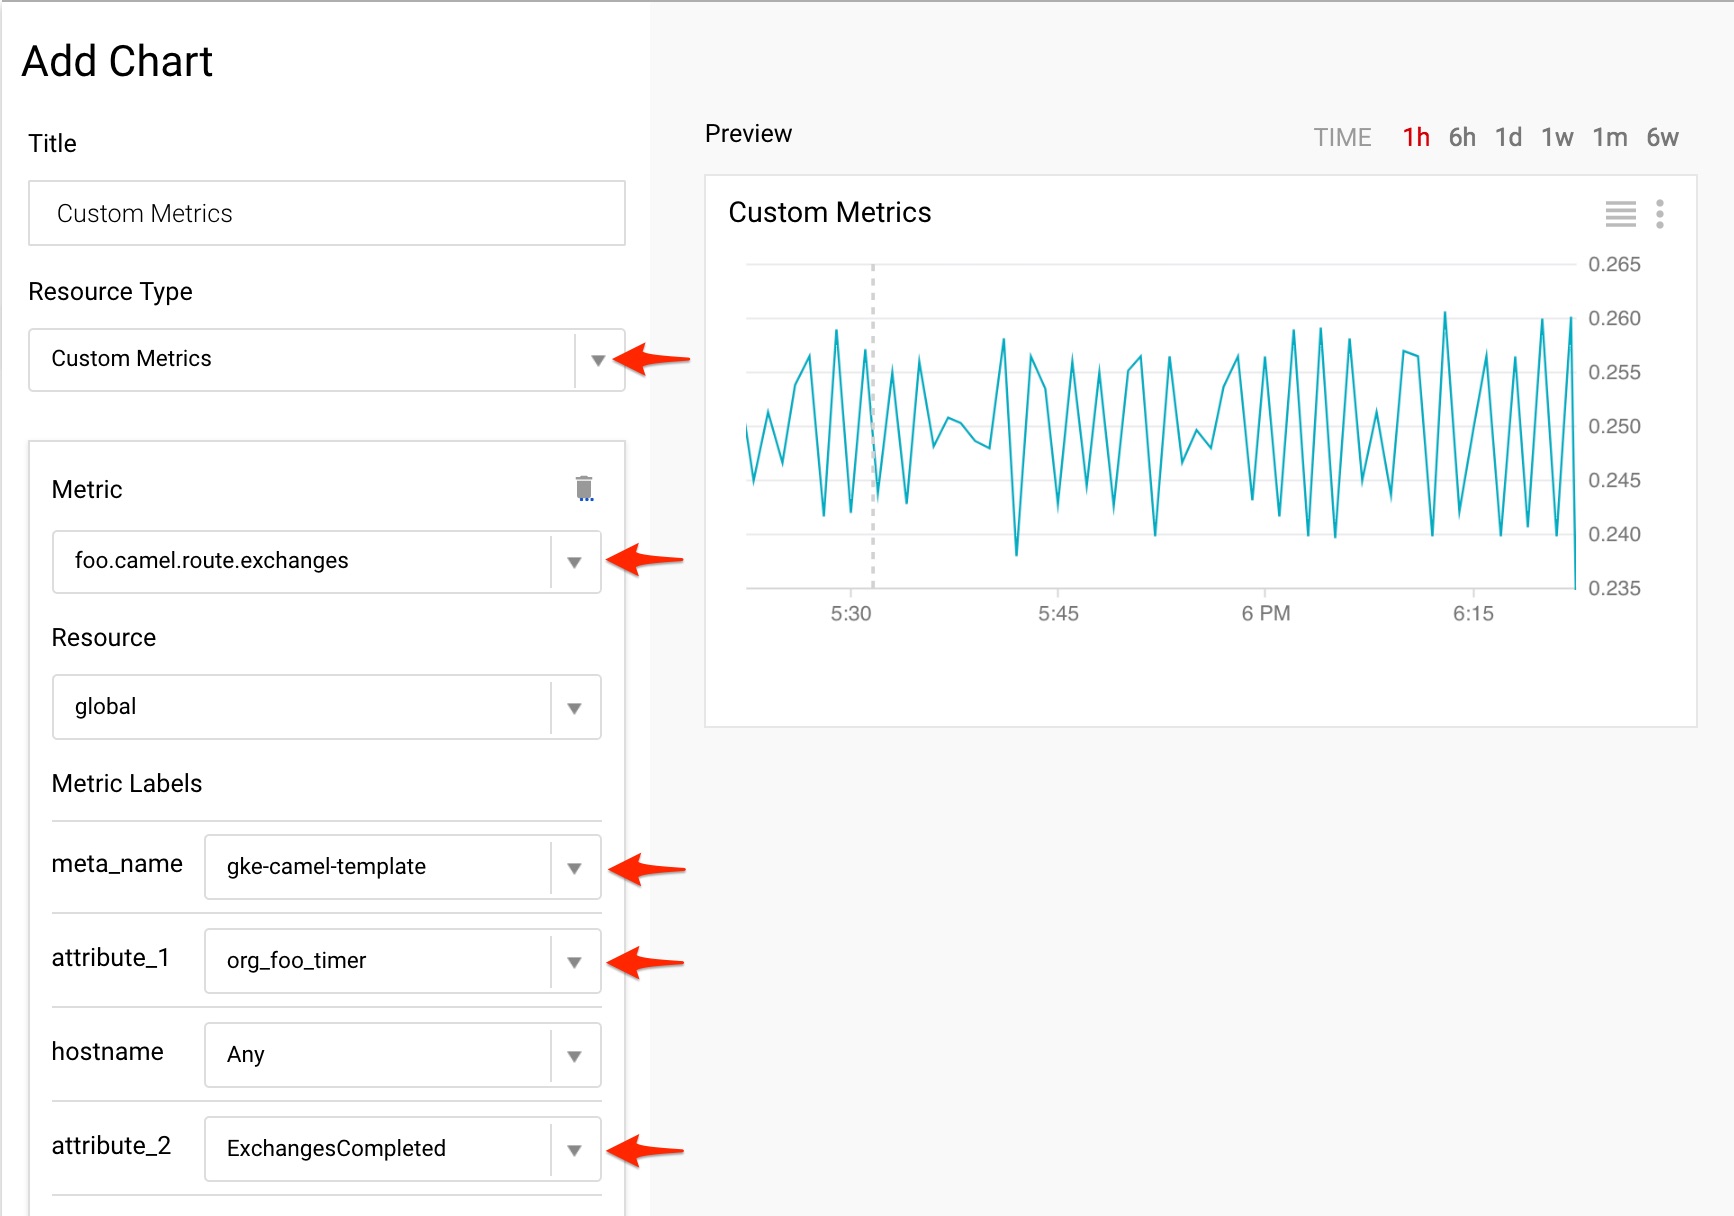 Add Chart
Title
Custom Metrics
Resource Type
Custom Metrics
Metric
foo.camel.route.exchanges
Resource
global
Metric Labels
meta_name gke-camel-template
attribute_1 org_foo_timer
hostname Any
attribute_2 ExchangesCompleted
Preview
TIME 1h 6h 1d 1w 1m 6w
Custom Metrics
0.265
0.260
0.255
0.250
0.245
0.240
0.235
5:30 5:45 6 PM 6:15